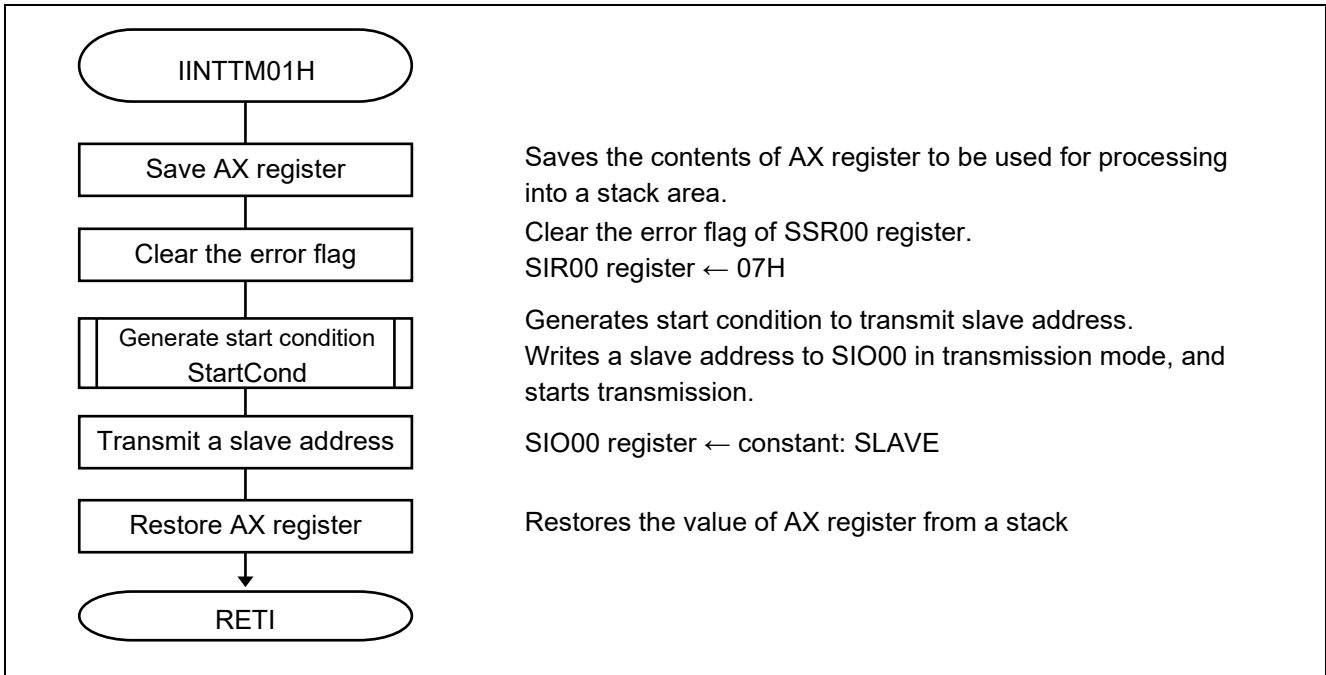 IINTTM01H
Save AX register
Saves the contents of AX register to be used for processing
into a stack area.
Clear the error flag
Clear the error flag of SSR00 register.
SIR00 register ← 07H
Generate start condition
StartCond
Generates start condition to transmit slave address.
Writes a slave address to SIO00 in transmission mode, and
starts transmission.
Transmit a slave address
SIO00 register ← constant: SLAVE
Restore AX register
Restores the value of AX register from a stack
RETI